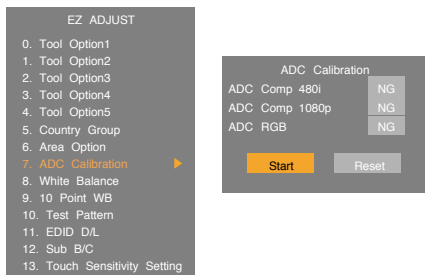 EZ ADJUST
0. Tool Option1
1. Tool Option2
2. Tool Option3
3. Tool Option4
4. Tool Option5
5. Country Group
6. Area Option
7. ADC Calibration
8. White Balance
9. 10 Point WB
10. Test Pattern
11. EDID D/L
12. Sub B/C
13. Touch Sensitivity Setting
ADC Calibration
ADC Comp 480i NG
ADC Comp 1080p NG
ADC RGB NG
Start Reset